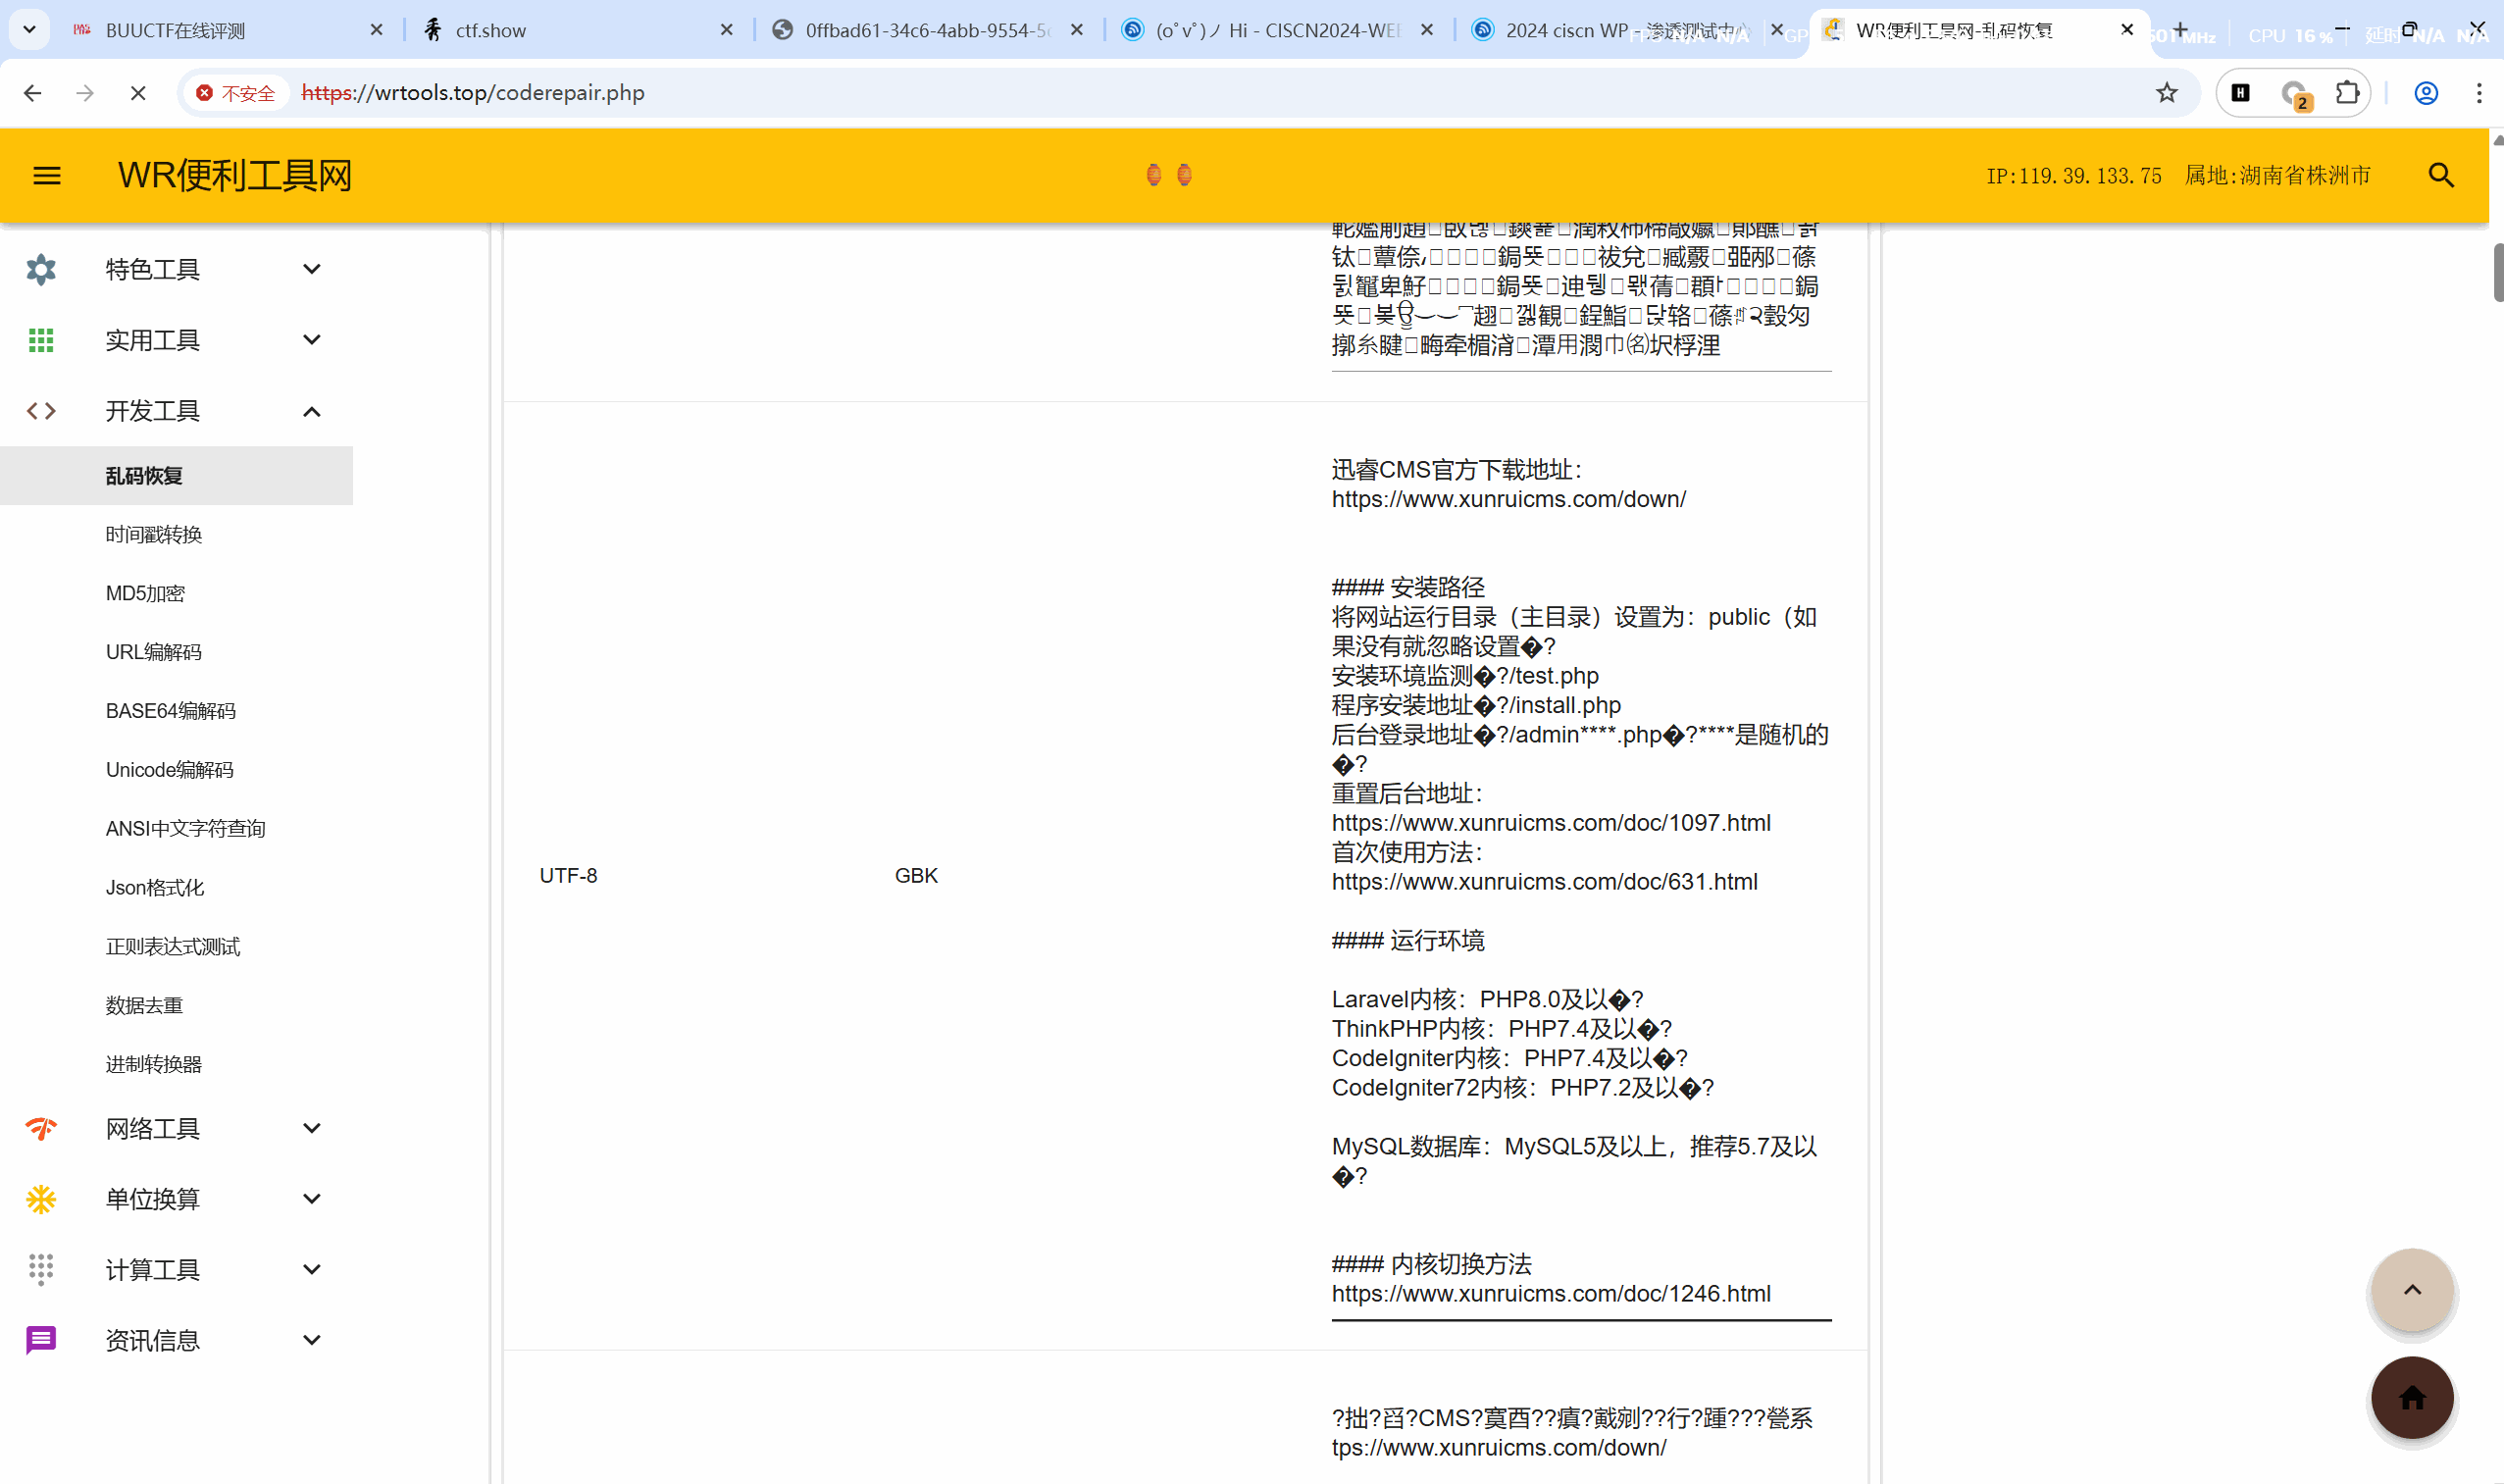 BUUCTF在线评测
ctf.show
0ffbad61-34c6-4abb-9554-5
(o°v°)ノ Hi - CISCN2024-WEB
2024 ciscn WP - 渗透测试中心
WR便利工具网-乱码恢复
CPU 16 % 延时 N/A N/A
不安全 https://wrtools.top/coderepair.php
2
WR便利工具网
IP:119.39.133.75 属地:湖南省株洲市
特色工具
实用工具
开发工具
乱码恢复
时间戳转换
MD5加密
URL编解码
BASE64编解码
Unicode编解码
ANSI中文字符查询
Json格式化
正则表达式测试
数据去重
进制转换器
网络工具
单位换算
计算工具
资讯信息
UTF-8
GBK
迅睿CMS官方下载地址：
https://www.xunruicms.com/down/
#### 安装路径
将网站运行目录（主目录）设置为：public（如
果没有就忽略设置�?
安装环境监测�?/test.php
程序安装地址�?/install.php
后台登录地址�?/admin****.php�?****是随机的
�?
重置后台地址：
https://www.xunruicms.com/doc/1097.html
首次使用方法：
https://www.xunruicms.com/doc/631.html
#### 运行环境
Laravel内核：PHP8.0及以�?
ThinkPHP内核：PHP7.4及以�?
CodeIgniter内核：PHP7.4及以�?
CodeIgniter72内核：PHP7.2及以�?
MySQL数据库：MySQL5及以上，推荐5.7及以
�?
#### 内核切换方法
https://www.xunruicms.com/doc/1246.html
tps://www.xunruicms.com/down/